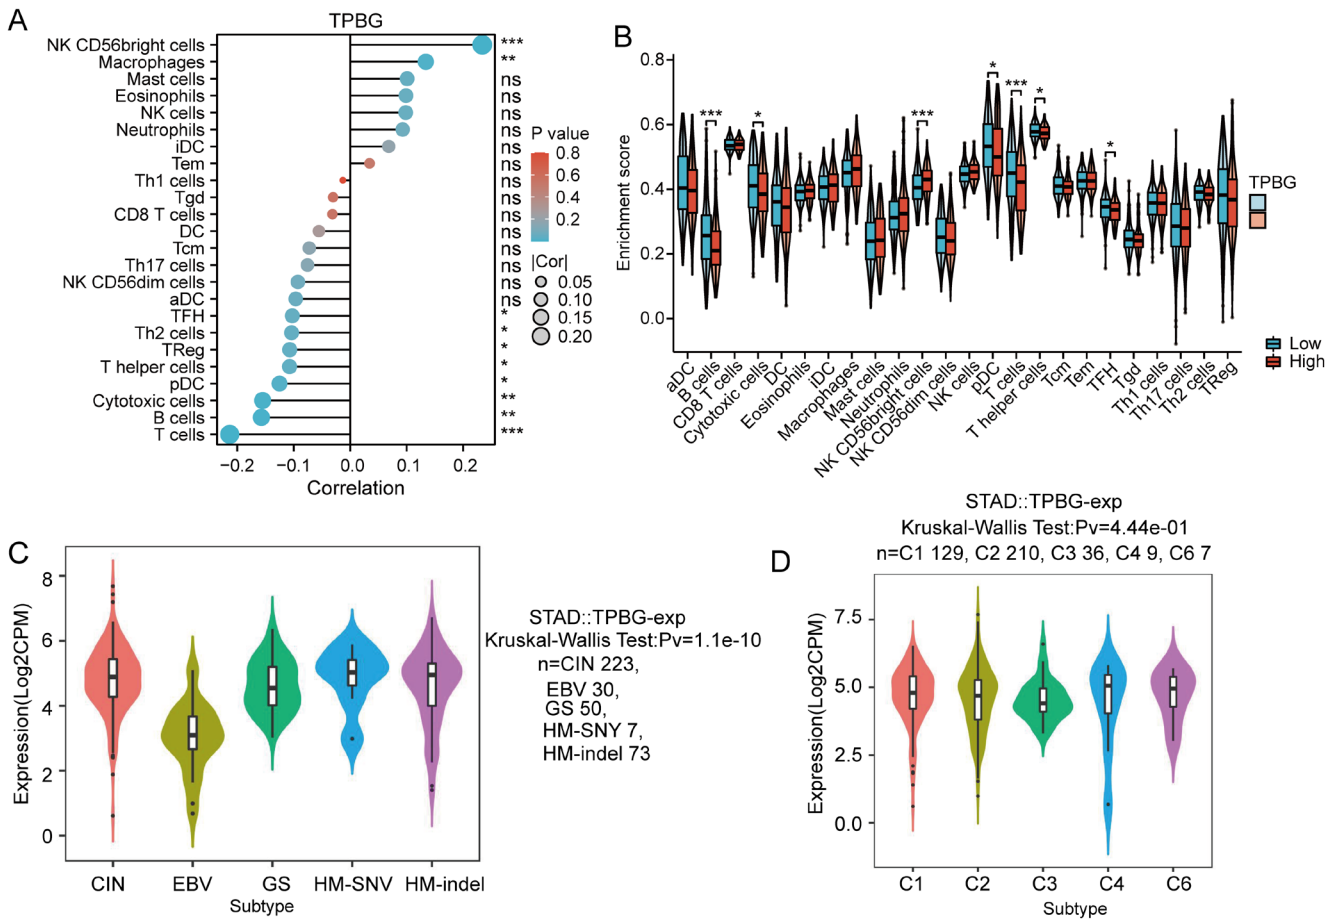 A
TPBG
NK CD56bright cells
***
Macrophages
**
Mast cells
ns
Eosinophils
ns
NK cells
ns
Neutrophils
ns
iDC
ns
Tem
ns
Th1 cells
ns
Tgd
ns
CD8 T cells
ns
DC
ns
Tcm
ns
Th17 cells
ns
NK CD56dim cells
ns
aDC
ns
TFH
*
Th2 cells
*
TReg
*
T helper cells
*
pDC
*
Cytotoxic cells
**
B cells
**
T cells
***
−0.2
−0.1
0.0
0.1
0.2
Correlation
P value
0.8
0.6
0.4
0.2
|Cor|
0.05
0.10
0.15
0.20
B
Enrichment score
0.8
0.6
0.4
0.2
0.0
***
*
***
*
***
*
*
aDC
B cells
CD8 T cells
Cytotoxic cells
DC
Eosinophils
iDC
Macrophages
Mast cells
Neutrophils
NK CD56bright cells
NK CD56dim cells
NK cells
pDC
T cells
T helper cells
Tcm
Tem
TFH
Tgd
Th1 cells
Th17 cells
Th2 cells
TReg
TPBG
Low
High
C
Expression(Log2CPM)
8
6
4
2
0
CIN
EBV
GS
HM-SNV
HM-indel
Subtype
STAD::TPBG-exp
Kruskal-Wallis Test:Pv=1.1e-10
n=CIN 223,
EBV 30,
GS 50,
HM-SNY 7,
HM-indel 73
D
STAD::TPBG-exp
Kruskal-Wallis Test:Pv=4.44e-01
n=C1 129, C2 210, C3 36, C4 9, C6 7
Expression(Log2CPM)
7.5
5.0
2.5
0.0
C1
C2
C3
C4
C6
Subtype